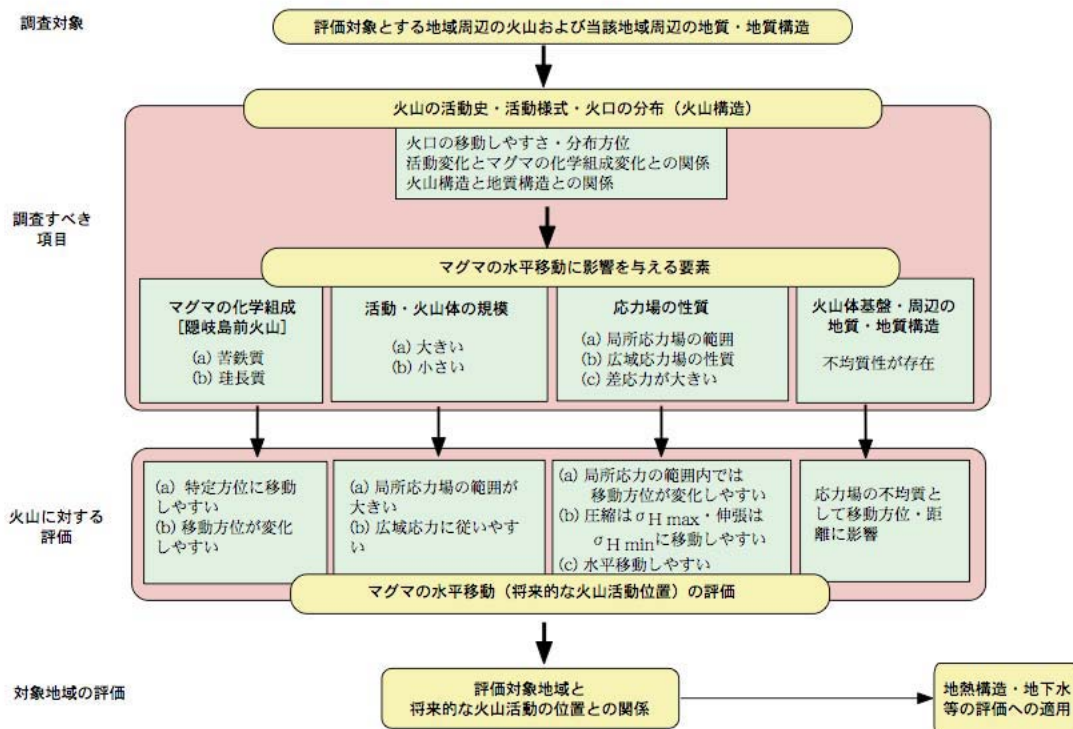 調査対象
評価対象とする地域周辺の火山および当該地域周辺の地質・地質構造
火山の活動史・活動様式・火口の分布（火山構造）
火口の移動しやすさ・分布方位
活動変化とマグマの化学組成変化との関係
火山構造と地質構造との関係
調査すべき
項目
マグマの水平移動に影響を与える要素
マグマの化学組成
［隠岐島前火山］
(a) 苦鉄質
(b) 珪長質
活動・火山体の規模
(a) 大きい
(b) 小さい
応力場の性質
(a) 局所応力場の範囲
(b) 広域応力場の性質
(c) 差応力が大きい
火山体基盤・周辺の
地質・地質構造
不均質性が存在
火山に対する
評価
(a) 特定方位に移動
しやすい
(b) 移動方位が変化
しやすい
(a) 局所応力場の範囲が
大きい
(b) 広域応力に従いやす
い
(a) 局所応力の範囲内では
移動方位が変化しやすい
(b) 圧縮はσH max・伸張は
σH minに移動しやすい
(c) 水平移動しやすい
応力場の不均質と
して移動方位・距
離に影響
マグマの水平移動（将来的な火山活動位置）の評価
対象地域の評価
評価対象地域と
将来的な火山活動の位置との関係
地熱構造・地下水
等の評価への適用